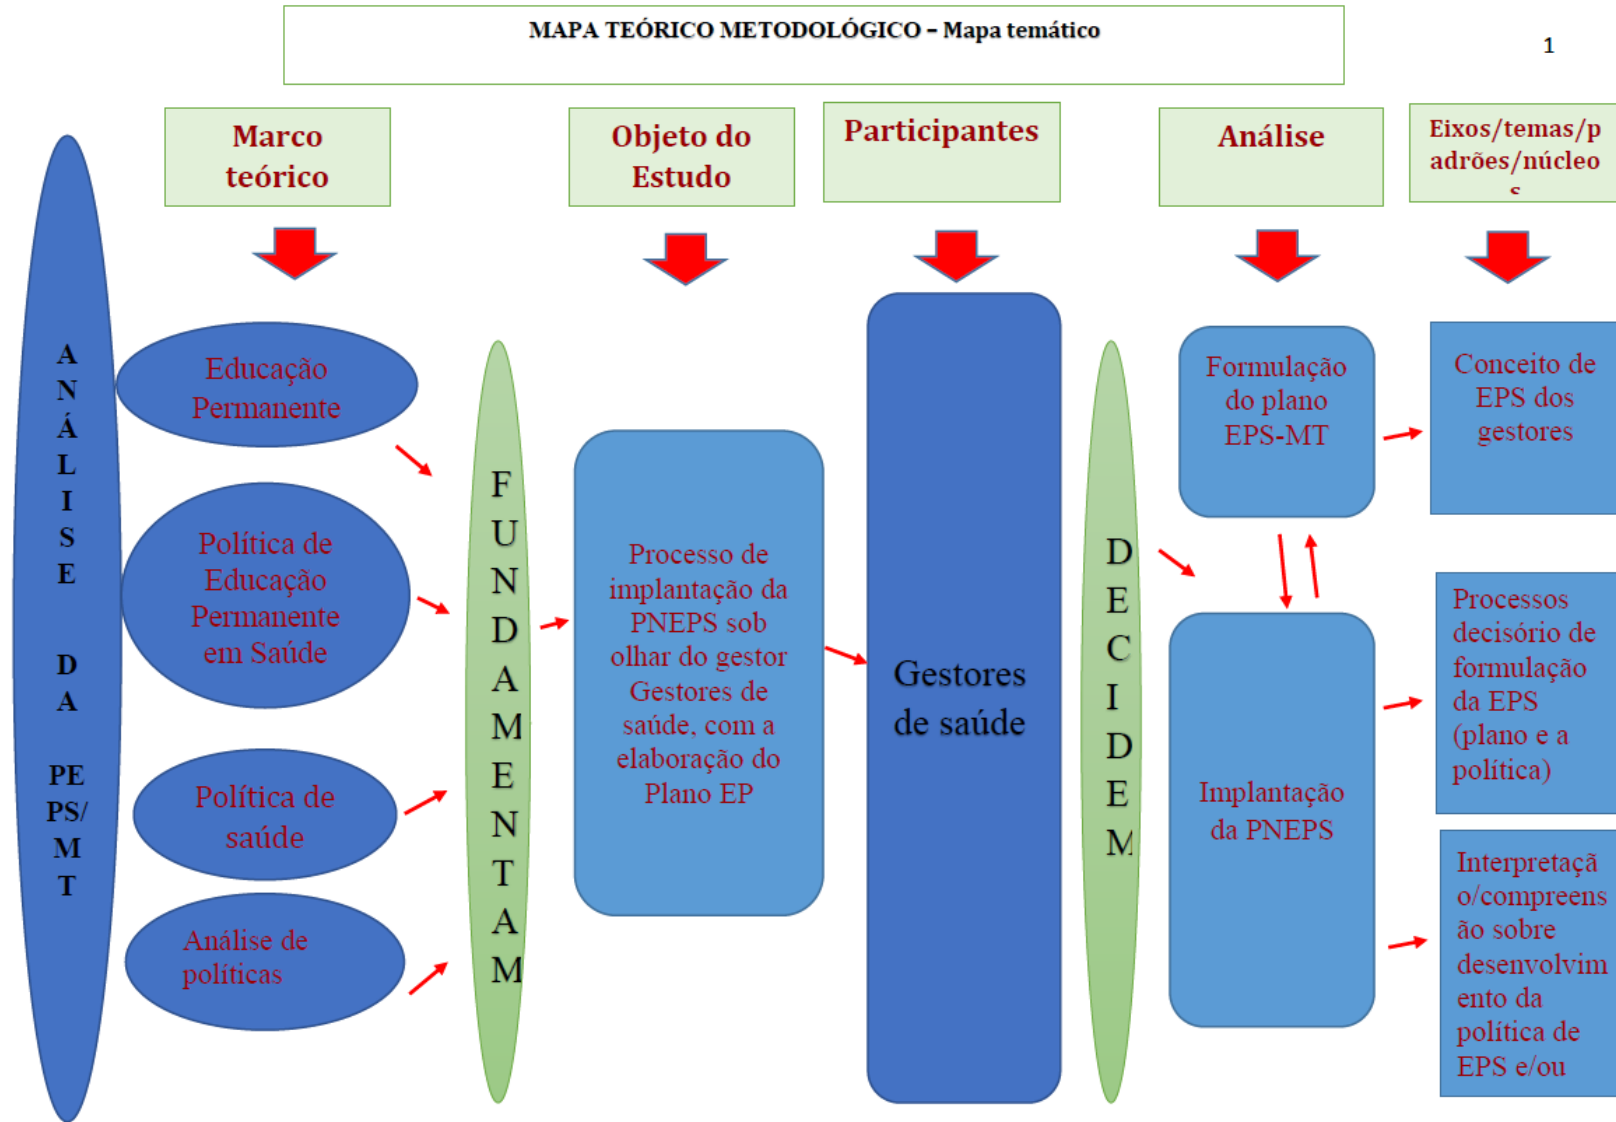 MAPA TEÓRICO METODOLÓGICO – Mapa temático
1
Marco
teórico
Objeto do
Estudo
Participantes
Análise
Eixos/temas/p
adrões/núcleo
s
A
N
Á
L
I
S
E
D
A
PE
PS/
M
T
Educação
Permanente
Política de
Educação
Permanente
em Saúde
Política de
saúde
Análise de
políticas
F
U
N
D
A
M
E
N
T
A
M
Processo de
implantação da
PNEPS sob
olhar do gestor
Gestores de
saúde, com a
elaboração do
Plano EP
Gestores
de saúde
D
E
C
I
D
E
M
Formulação
do plano
EPS-MT
Implantação
da PNEPS
Conceito de
EPS dos
gestores
Processos
decisório de
formulação
da EPS
(plano e a
política)
Interpretaçã
o/compreens
ão sobre
desenvolvim
ento da
política de
EPS e/ou